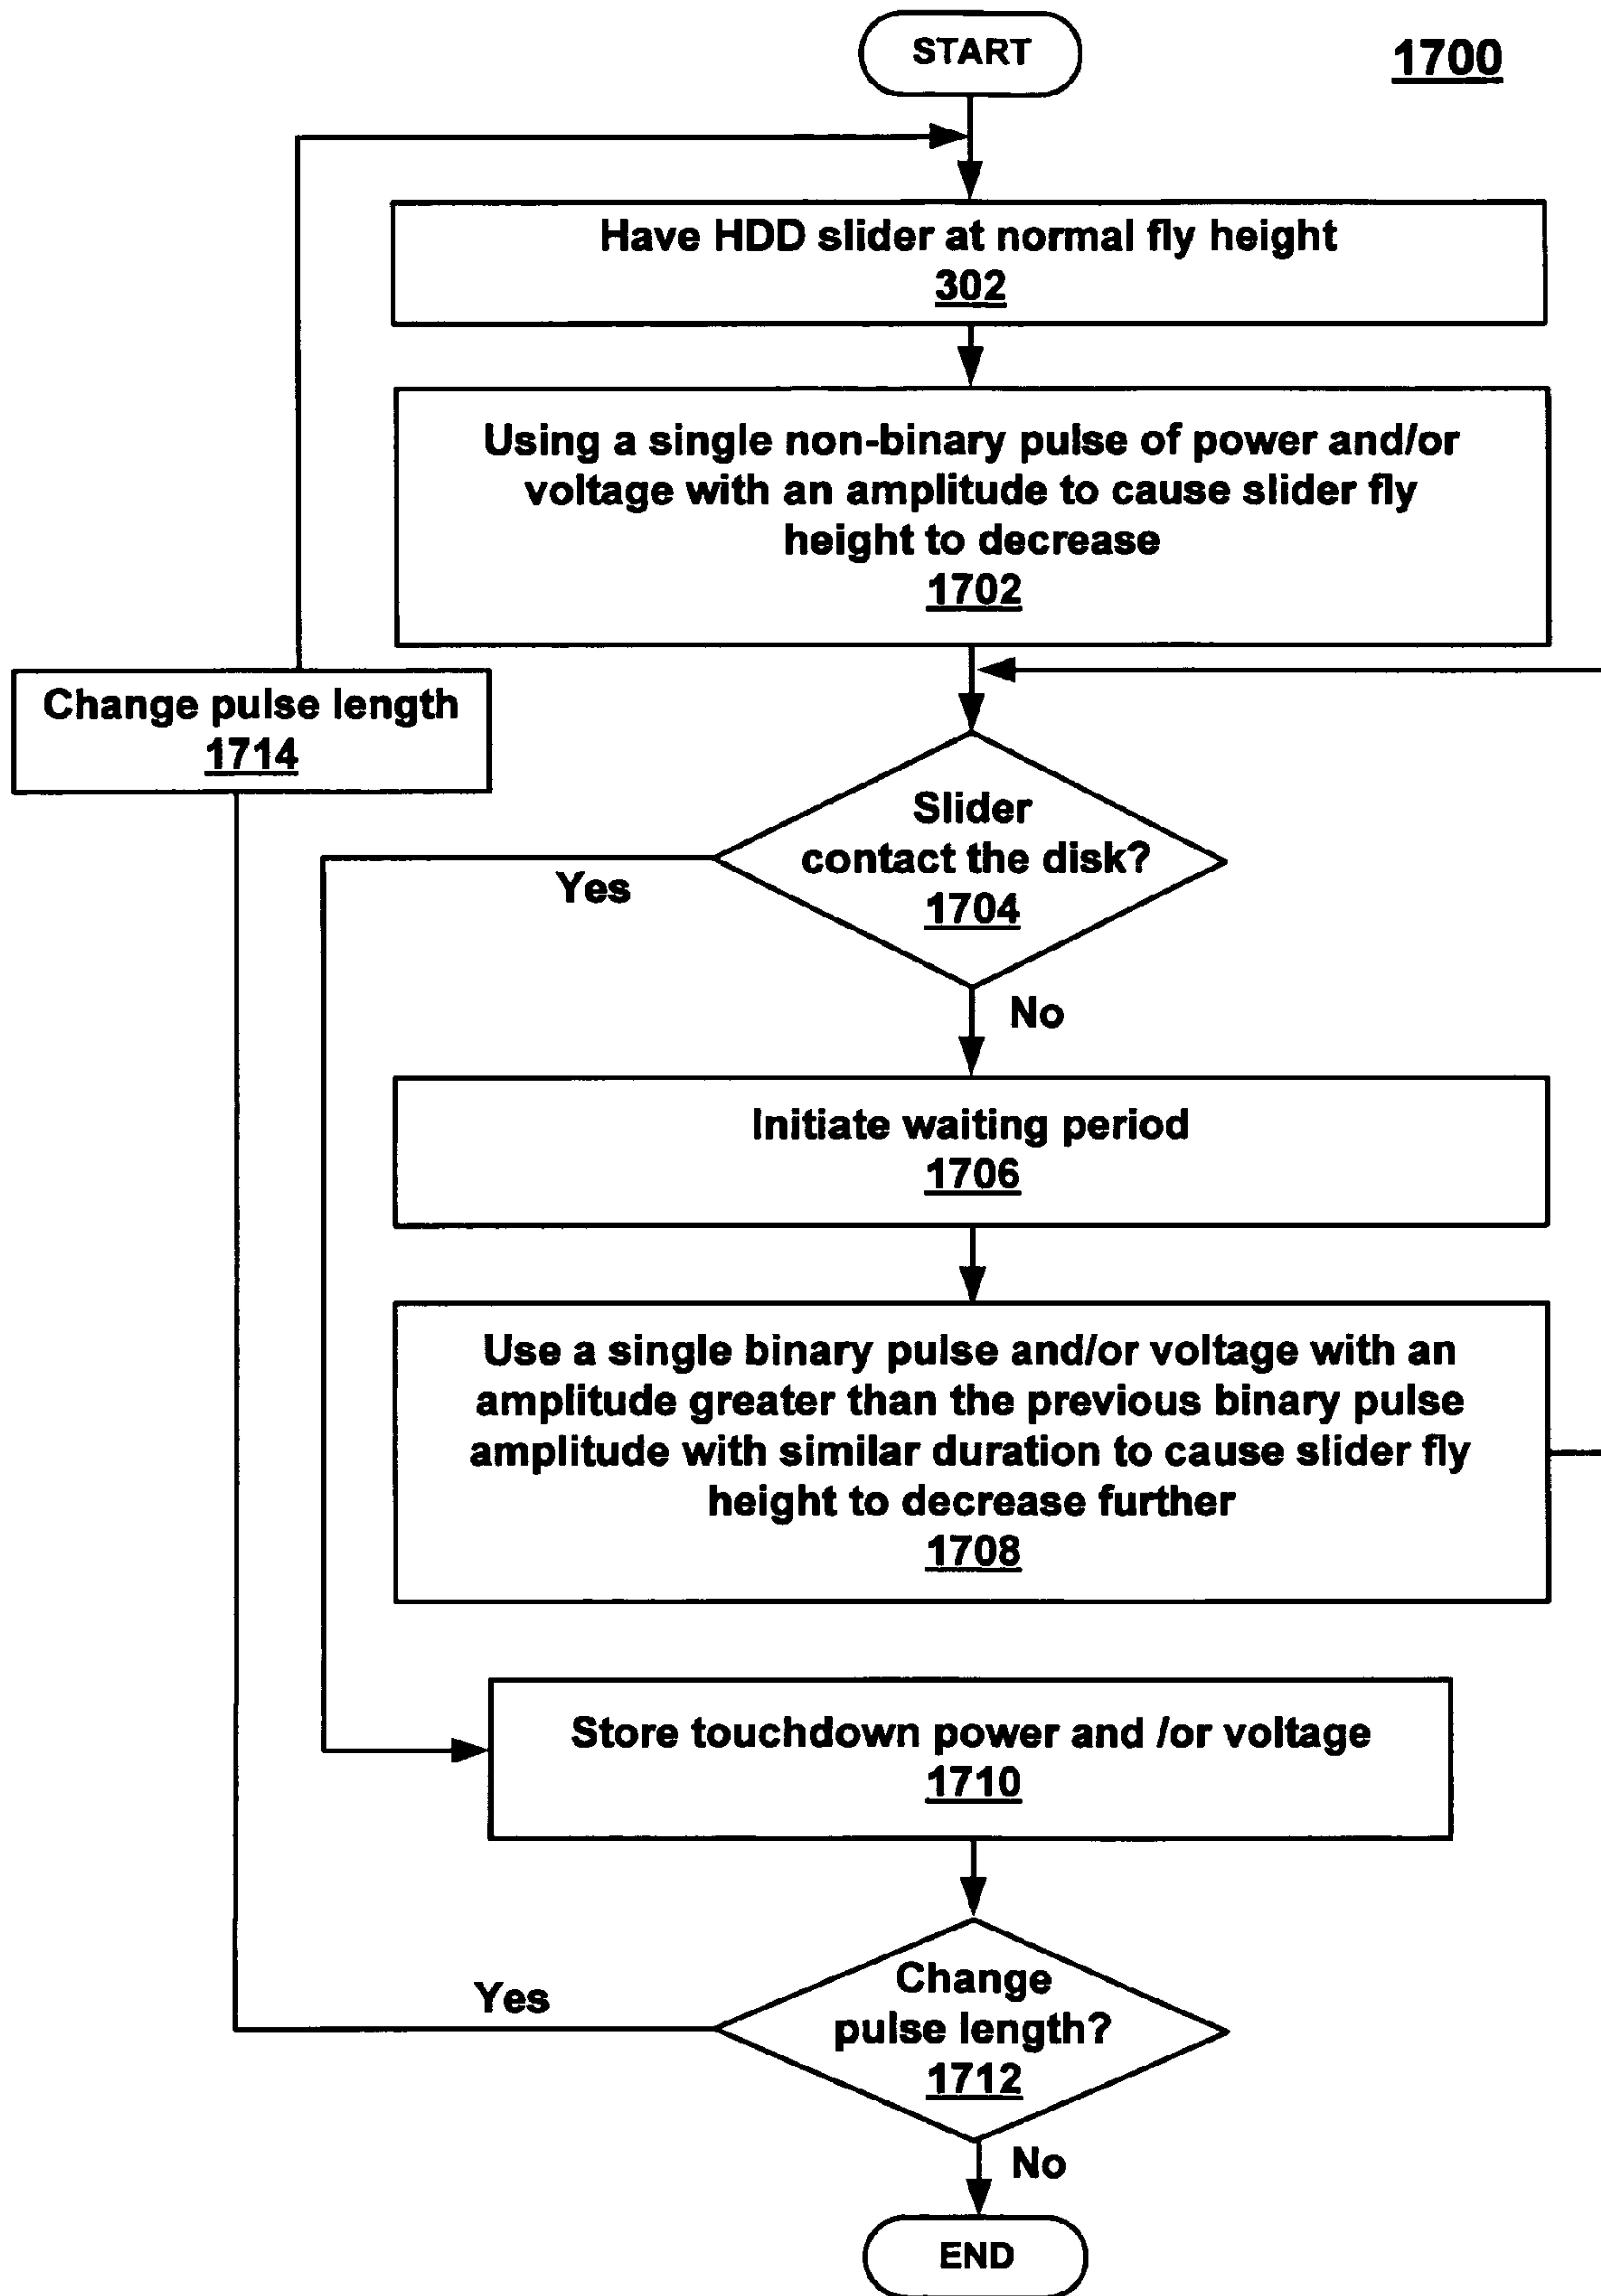 START
1700
Have HDD slider at normal fly height
302
Using a single non-binary pulse of power and/or
voltage with an amplitude to cause slider fly
height to decrease
1702
Change pulse length
1714
Slider
contact the disk?
1704
Yes
No
Initiate waiting period
1706
Use a single binary pulse and/or voltage with an
amplitude greater than the previous binary pulse
amplitude with similar duration to cause slider fly
height to decrease further
1708
Store touchdown power and /or voltage
1710
Change
pulse length?
1712
Yes
No
END